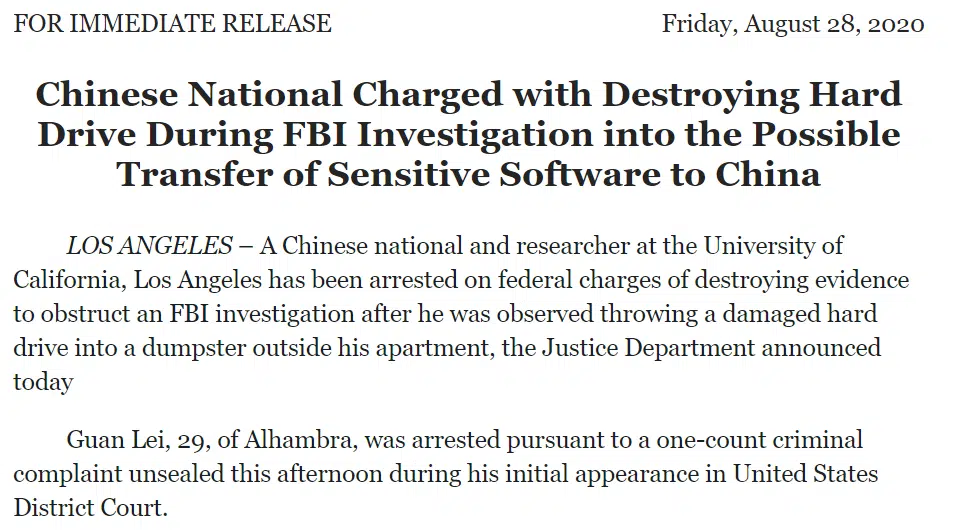 FOR IMMEDIATE RELEASE Friday, August 28, 2020
Chinese National Charged with Destroying Hard
Drive During FBI Investigation into the Possible
Transfer of Sensitive Software to China
LOS ANGELES – A Chinese national and researcher at the University of
California, Los Angeles has been arrested on federal charges of destroying evidence
to obstruct an FBI investigation after he was observed throwing a damaged hard
drive into a dumpster outside his apartment, the Justice Department announced
today
Guan Lei, 29, of Alhambra, was arrested pursuant to a one-count criminal
complaint unsealed this afternoon during his initial appearance in United States
District Court.